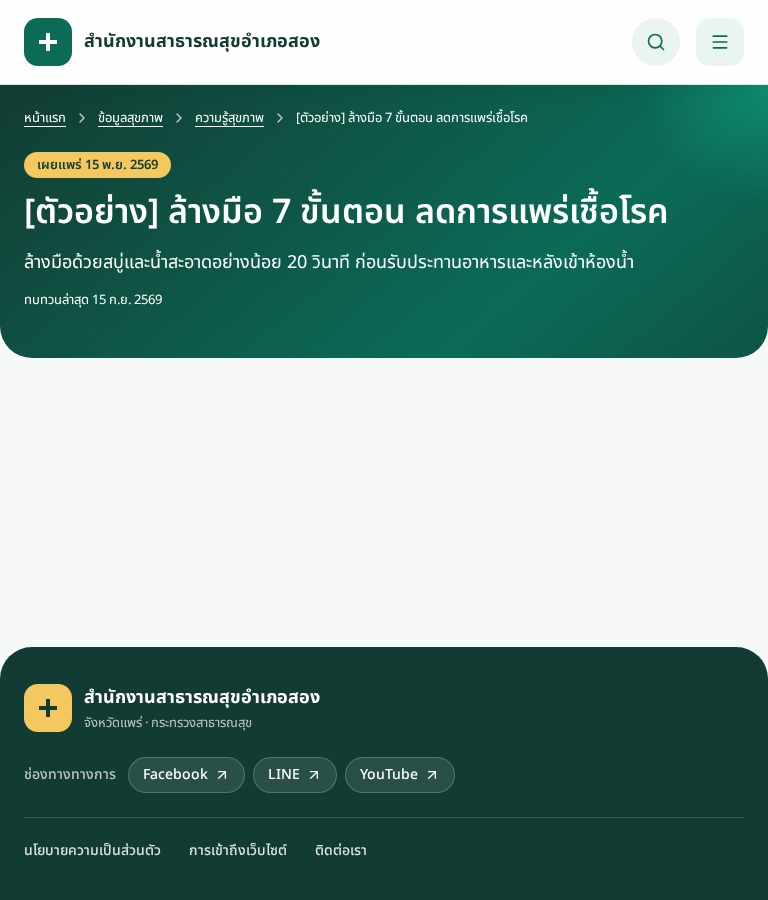 สำนักงานสาธารณสุขอำเภอสอง
หน้าแรก > ข้อมูลสุขภาพ > ความรู้สุขภาพ > [ตัวอย่าง] ล้างมือ 7 ขั้นตอน ลดการแพร่เชื้อโรค
เผยแพร่ 15 พ.ย. 2569
[ตัวอย่าง] ล้างมือ 7 ขั้นตอน ลดการแพร่เชื้อโรค
ล้างมือด้วยสบู่และน้ำสะอาดอย่างน้อย 20 วินาที ก่อนรับประทานอาหารและหลังเข้าห้องน้ำ
ทบทวนล่าสุด 15 ก.ย. 2569
สำนักงานสาธารณสุขอำเภอสอง
จังหวัดแพร่ · กระทรวงสาธารณสุข
ช่องทางทางการ Facebook LINE YouTube
นโยบายความเป็นส่วนตัว การเข้าถึงเว็บไซต์ ติดต่อเรา